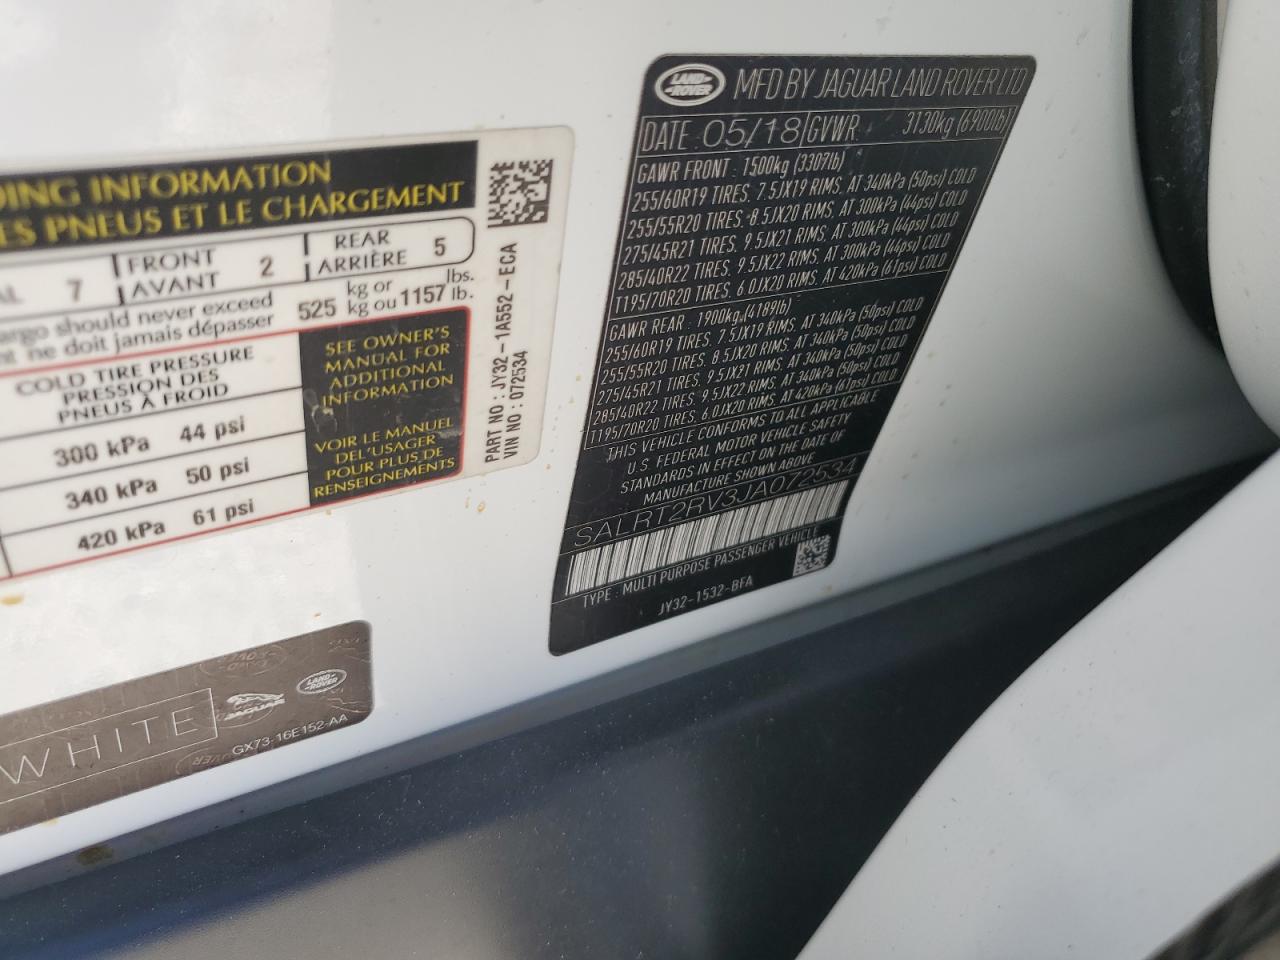 DING INFORMATION
ES PNEUS ET LE CHARGEMENT
AL 7 FRONT AVANT 2 REAR ARRIÈRE 5
argo should never exceed
nt ne doit jamais dépasser
525 kg or kg ou 1157 lbs. lb.
COLD TIRE PRESSURE
PRESSION DES
PNEUS À FROID
300 kPa 44 psi
340 kPa 50 psi
420 kPa 61 psi
SEE OWNER'S
MANUAL FOR
ADDITIONAL
INFORMATION
VOIR LE MANUEL
DEL'USAGER
POUR PLUS DE
RENSEIGNEMENTS
PART NO : JY32-1A552-ECA
VIN NO : 072534
LAND ROVER
MFD BY JAGUAR LAND ROVER LTD
DATE : 05/18 GVWR 3130kg (6900lb)
GAWR FRONT : 1500kg (3307lb)
255/60R19 TIRES, 7.5JX19 RIMS, AT 340kPa (50psi) COLD
255/55R20 TIRES, 8.5JX20 RIMS, AT 300kPa (44psi) COLD
275/45R21 TIRES, 9.5JX21 RIMS, AT 300kPa (44psi) COLD
285/40R22 TIRES, 9.5JX22 RIMS, AT 300kPa (44psi) COLD
T195/70R20 TIRES, 6.0JX20 RIMS, AT 420kPa (61psi) COLD
GAWR REAR : 1900kg (4189lb)
255/60R19 TIRES, 7.5JX19 RIMS, AT 340kPa (50psi) COLD
255/55R20 TIRES, 8.5JX20 RIMS, AT 340kPa (50psi) COLD
275/45R21 TIRES, 9.5JX21 RIMS, AT 340kPa (50psi) COLD
285/40R22 TIRES, 9.5JX22 RIMS, AT 340kPa (50psi) COLD
T195/70R20 TIRES, 6.0JX20 RIMS, AT 420kPa (61psi) COLD
THIS VEHICLE CONFORMS TO ALL APPLICABLE
U.S. FEDERAL MOTOR VEHICLE SAFETY
STANDARDS IN EFFECT ON THE DATE OF
MANUFACTURE SHOWN ABOVE
SALRT2RV3JA072534
TYPE : MULTI PURPOSE PASSENGER VEHICLE
JY32-1532-BFA
WHITE
JAGUAR
LAND ROVER
GX73-16E152-AA